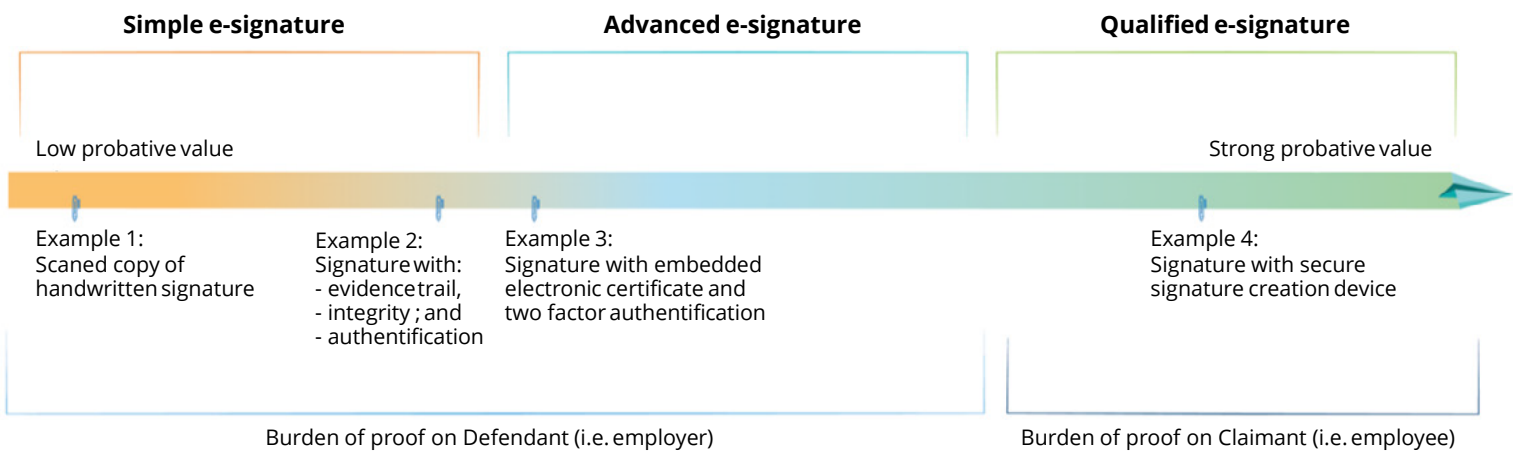 Simple e-signature
Advanced e-signature
Qualified e-signature
Low probative value
Strong probative value
Example 1:
Scaned copy of
handwritten signature
Example 2:
Signature with:
- evidence trail,
- integrity ; and
- authentification
Example 3:
Signature with embedded
electronic certificate and
two factor authentification
Example 4:
Signature with secure
signature creation device
Burden of proof on Defendant (i.e. employer)
Burden of proof on Claimant (i.e. employee)